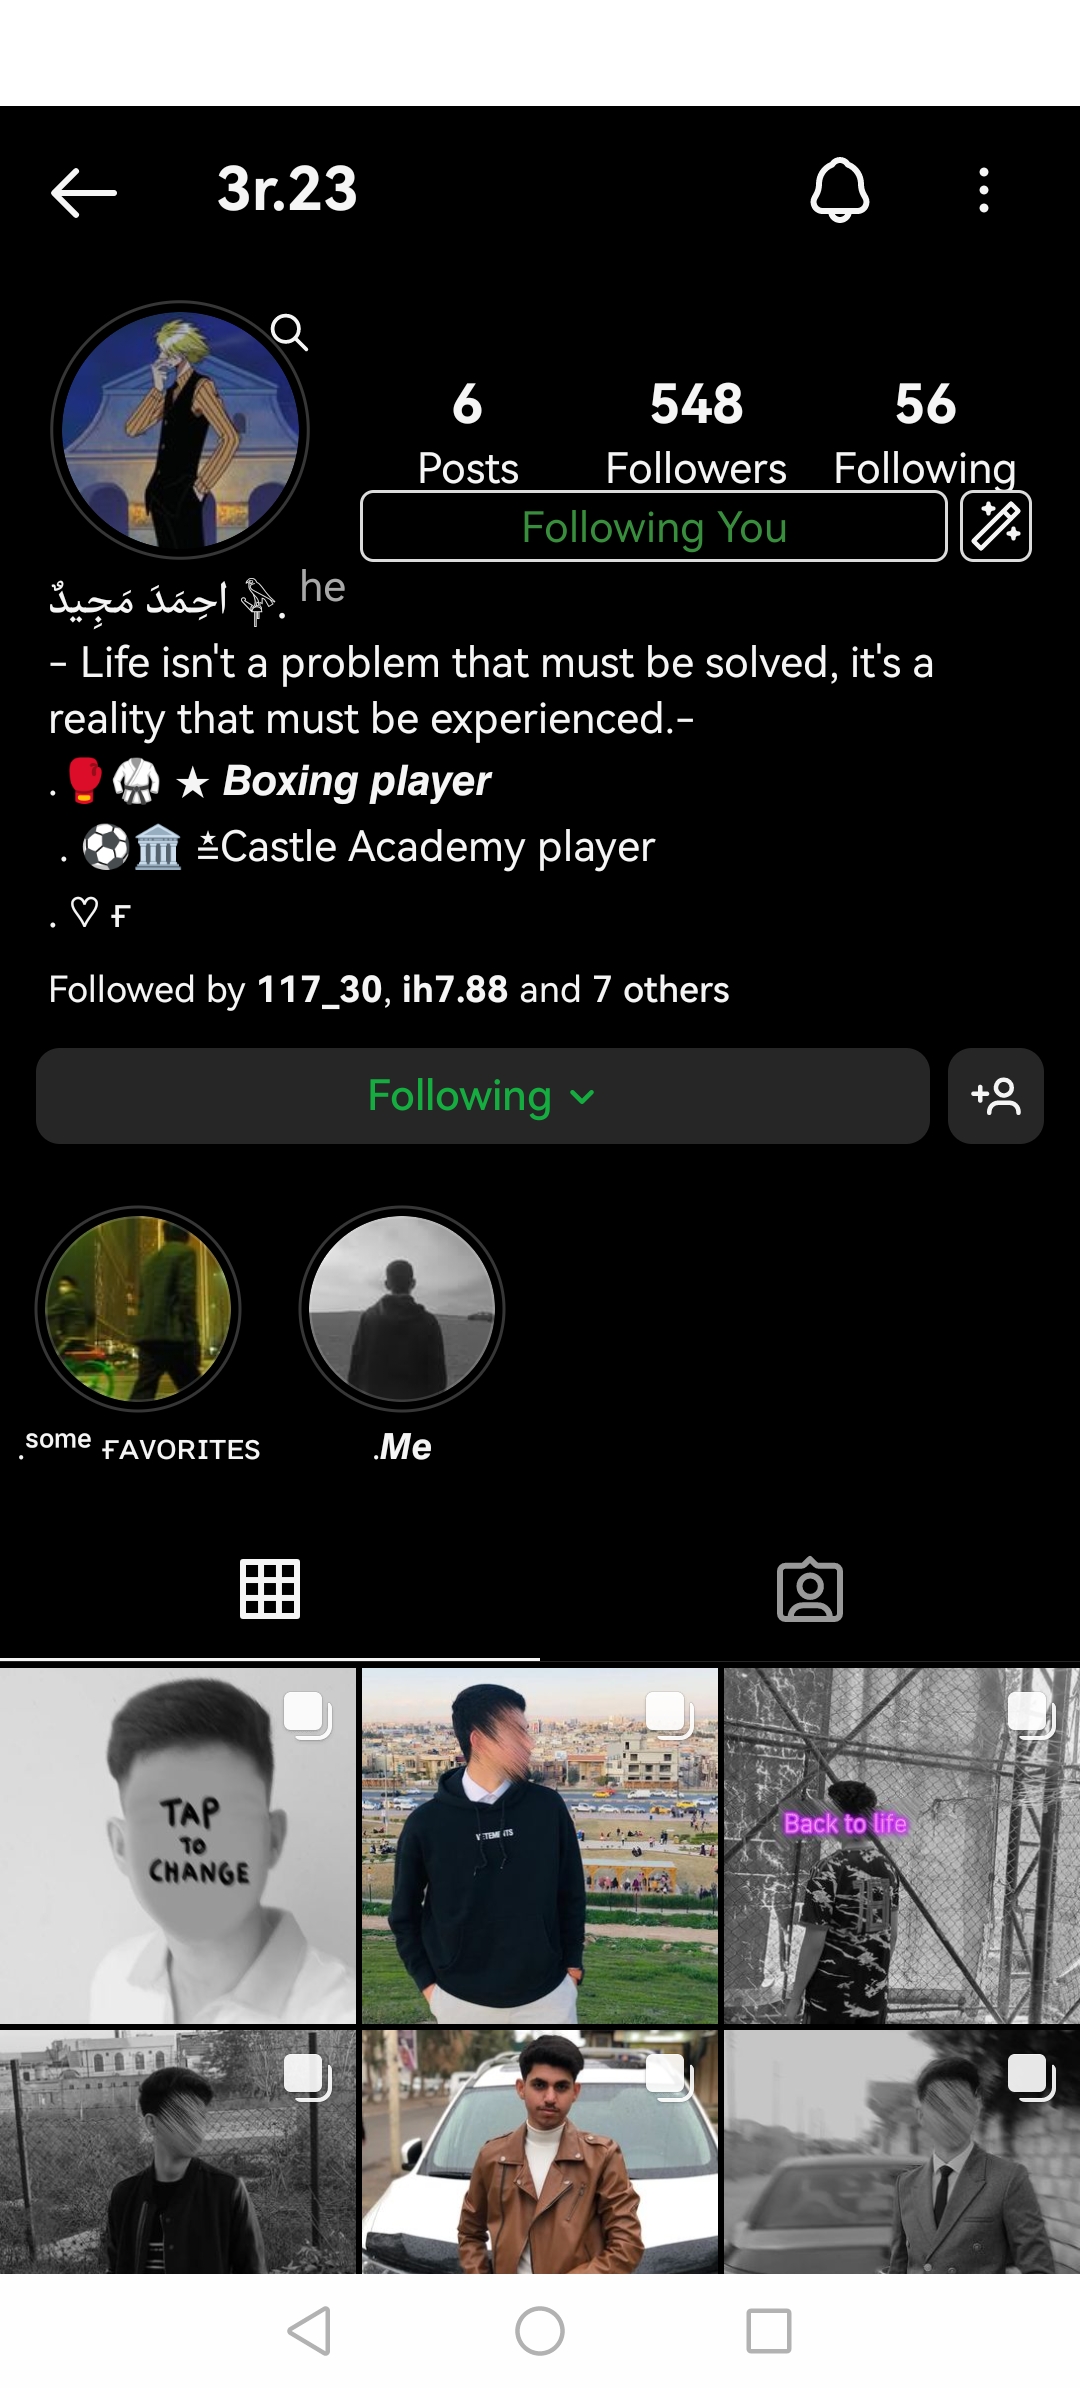 3r.23
6 548 56
Posts Followers Following
Following You
احِمَدَ مَجِيدٌ 𓅓. he
- Life isn't a problem that must be solved, it's a
reality that must be experienced.-
.🥊🥋 ★ Boxing player
. ⚽🏛️ ≛Castle Academy player
. ♡ ғ
Followed by 117_30, ih7.88 and 7 others
Following
.some ғAVORITES .Me
TAP
TO
CHANGE
VETEMENTS
Back to life